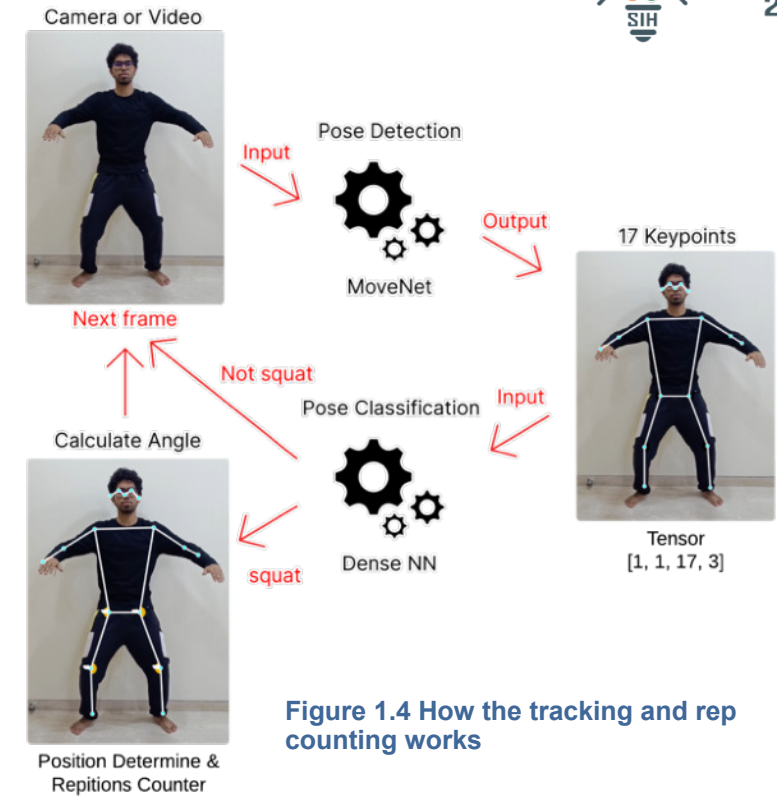 SIH
2
Camera or Video
Pose Detection
Input
Output
17 Keypoints
MoveNet
Next frame
Not squat
Input
Pose Classification
Calculate Angle
Tensor
[1, 1, 17, 3]
squat
Dense NN
Figure 1.4 How the tracking and rep
counting works
Position Determine &
Repitions Counter